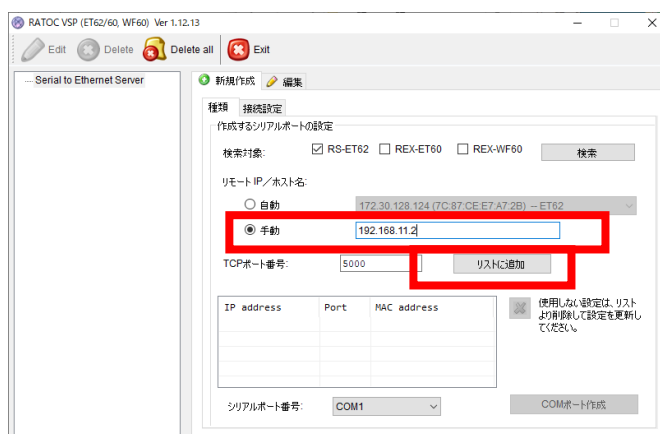 RATOC VSP (ET62/60, WF60) Ver 1.12.13
Edit Delete Delete all Exit
Serial to Ethernet Server
新規作成 編集
種類 接続設定
作成するシリアルポートの設定
検索対象: RS-ET62 REX-ET60 REX-WF60 検索
リモートIP/ホスト名:
自動 172.30.128.124 (7C:87:CE:E7:A7:2B) -- ET62
手動 192.168.11.2
TCPポート番号: 5000 リストに追加
IP address Port MAC address
使用しない設定は、リスト
より削除して設定を更新し
てください。
シリアルポート番号: COM1 COMポート作成